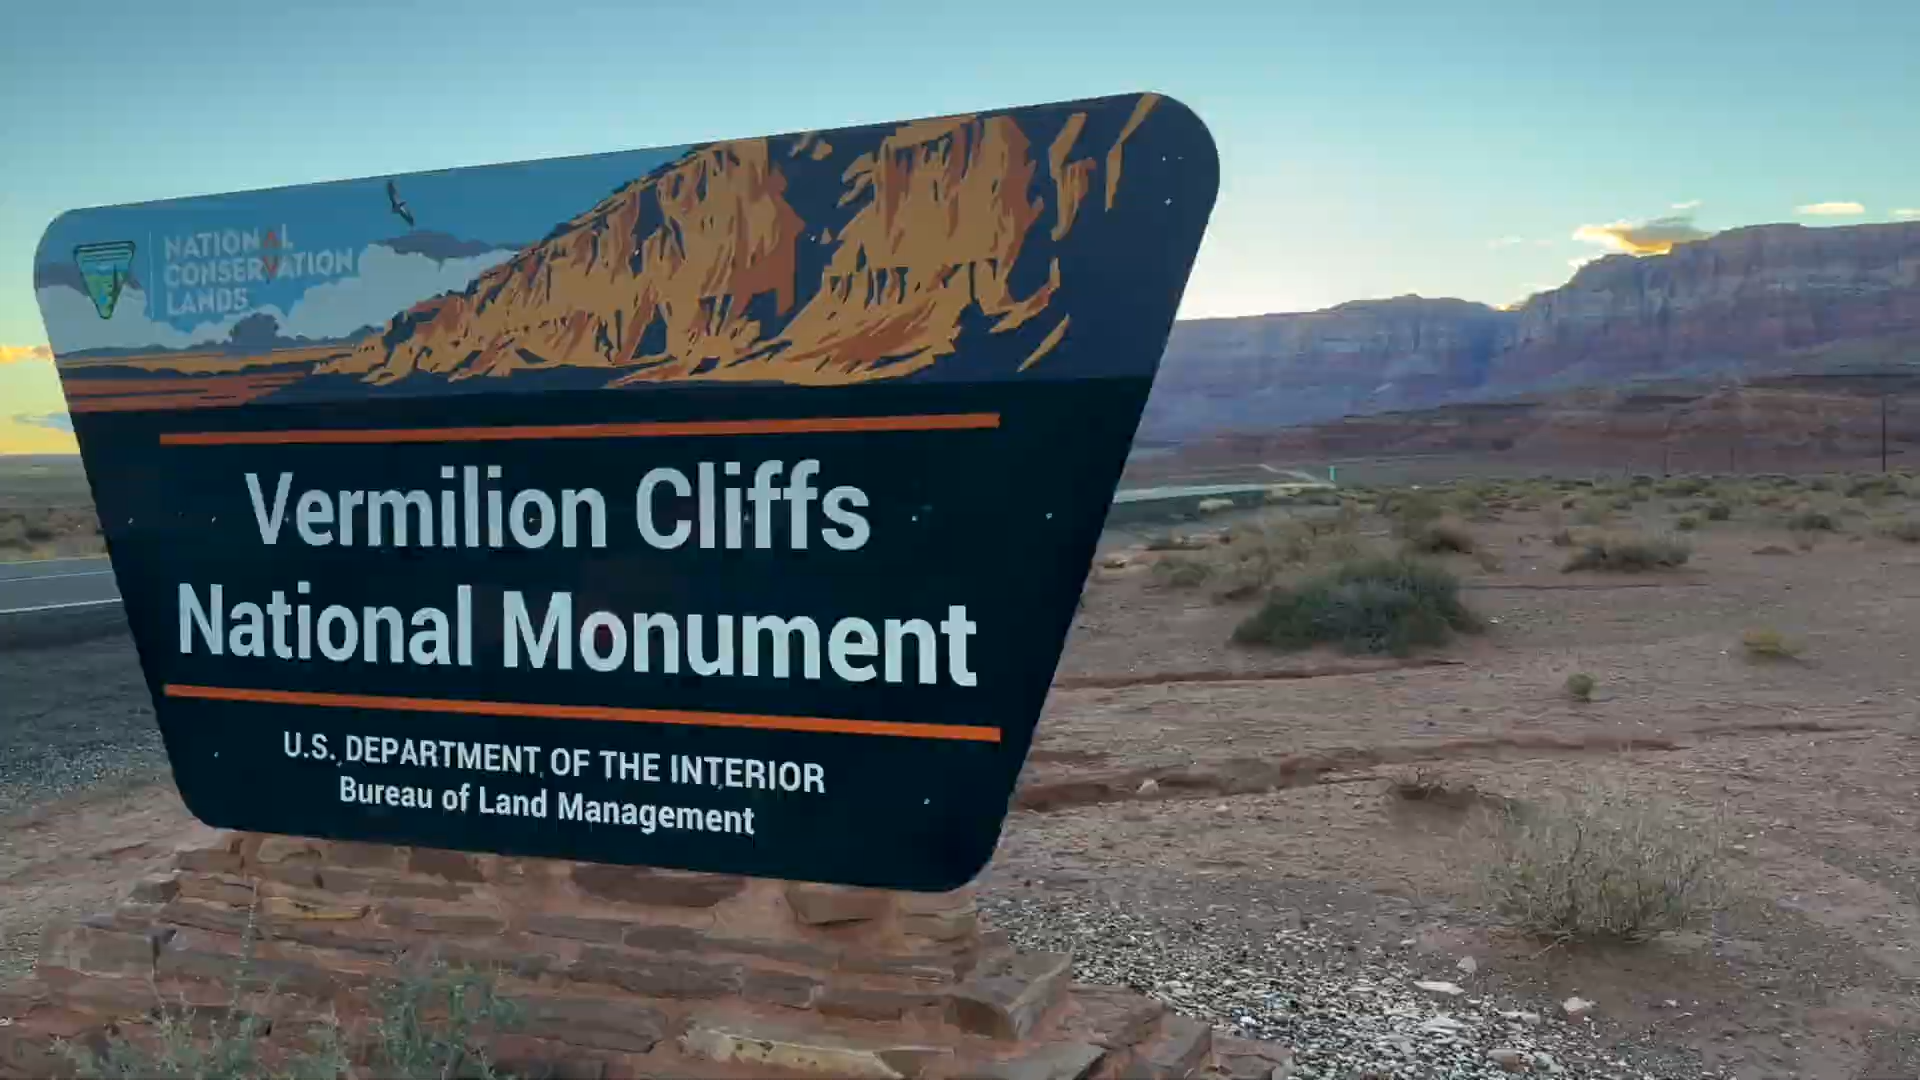 NATIONAL
CONSERVATION
LANDS
Vermilion Cliffs
National Monument
U.S. DEPARTMENT OF THE INTERIOR
Bureau of Land Management